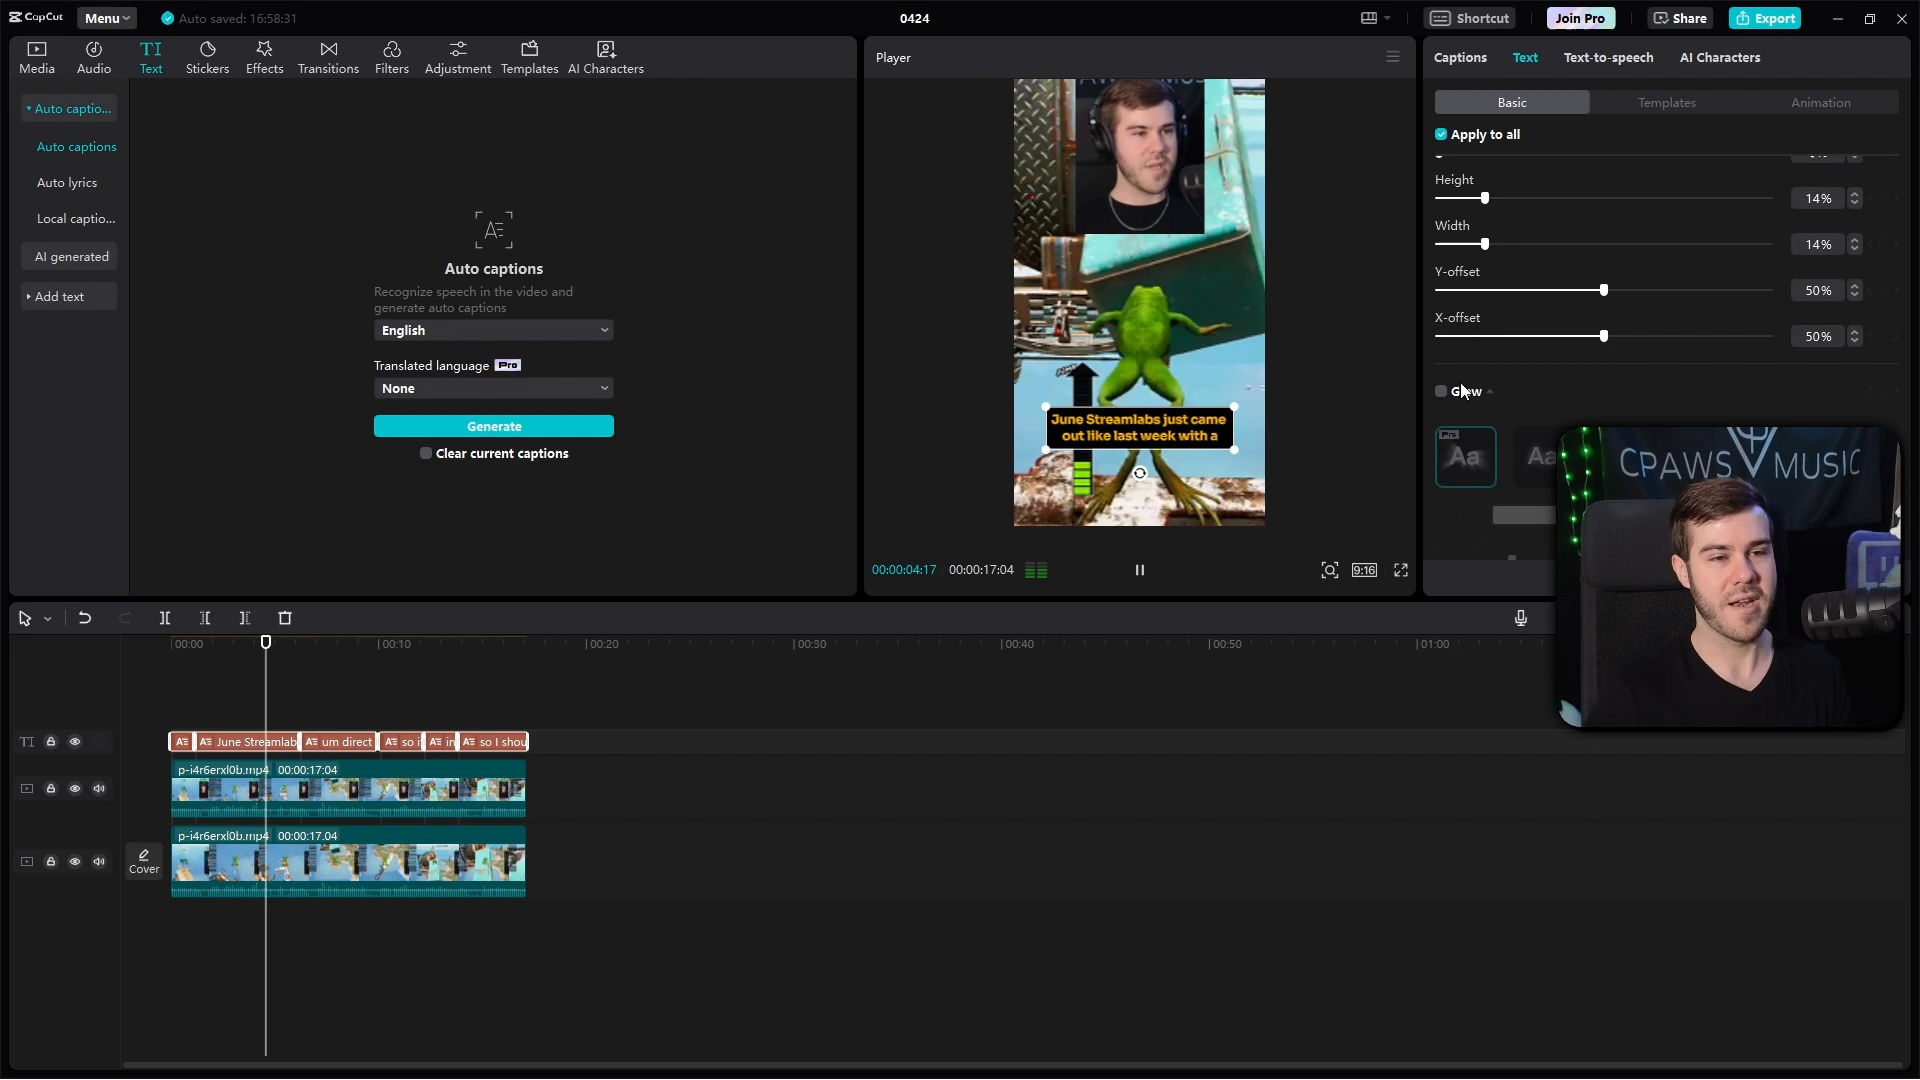 CapCut
Menu
Auto saved: 16:58:31
0424
Shortcut
Join Pro
Share
Export
Media
Audio
TI
Text
Stickers
Effects
Transitions
Filters
Adjustment
Templates
AI Characters
Auto captio...
Auto captions
Auto lyrics
Local captio...
AI generated
Add text
Auto captions
Recognize speech in the video and
generate auto captions
English
Translated language Pro
None
Generate
Clear current captions
Player
June Streamlabs just came
out like last week with a
00:00:04:17
00:00:17:04
9:16
Captions
Text
Text-to-speech
AI Characters
Basic
Templates
Animation
Apply to all
Height
14%
Width
14%
Y-offset
50%
X-offset
50%
Glow
Pro
Aa
Aa
CPAWS MUSIC
00:00
00:10
00:20
00:30
00:40
00:50
01:00
TI
June Streamlab
um direct
so i
in
so I shou
p-i4r6erxl0b.mp4 00:00:17:04
p-i4r6erxl0b.mp4 00:00:17:04
Cover